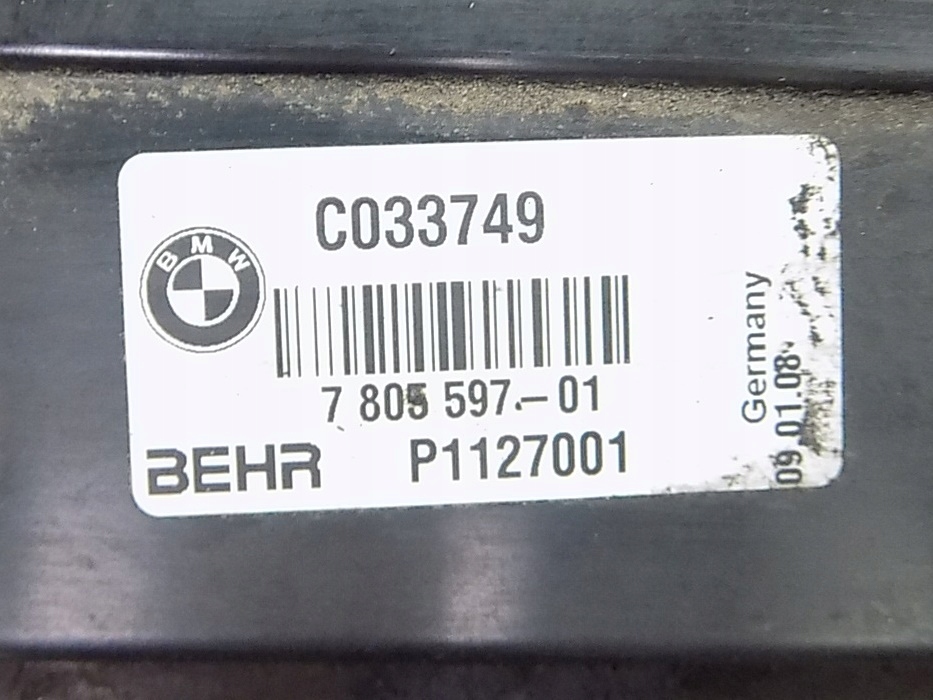 C033749
BMW
7 805 597.-01
BEHR P1127001
Germany
09.01.08